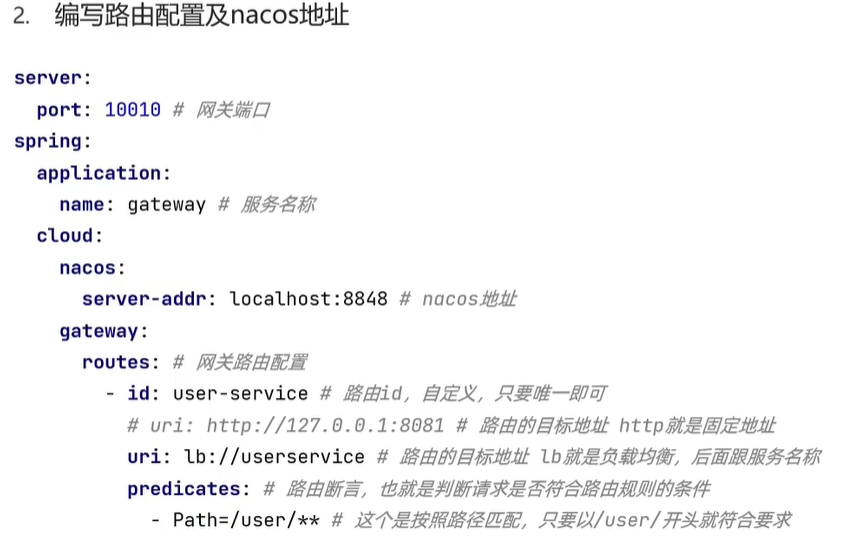 2. 编写路由配置及nacos地址
server:
  port: 10010 # 网关端口
spring:
  application:
    name: gateway # 服务名称
  cloud:
    nacos:
      server-addr: localhost:8848 # nacos地址
    gateway:
      routes: # 网关路由配置
        - id: user-service # 路由id，自定义，只要唯一即可
          # uri: http://127.0.0.1:8081 # 路由的目标地址 http就是固定地址
          uri: lb://userservice # 路由的目标地址 lb就是负载均衡，后面跟服务名称
          predicates: # 路由断言，也就是判断请求是否符合路由规则的条件
            - Path=/user/** # 这个是按照路径匹配，只要以/user/开头就符合要求